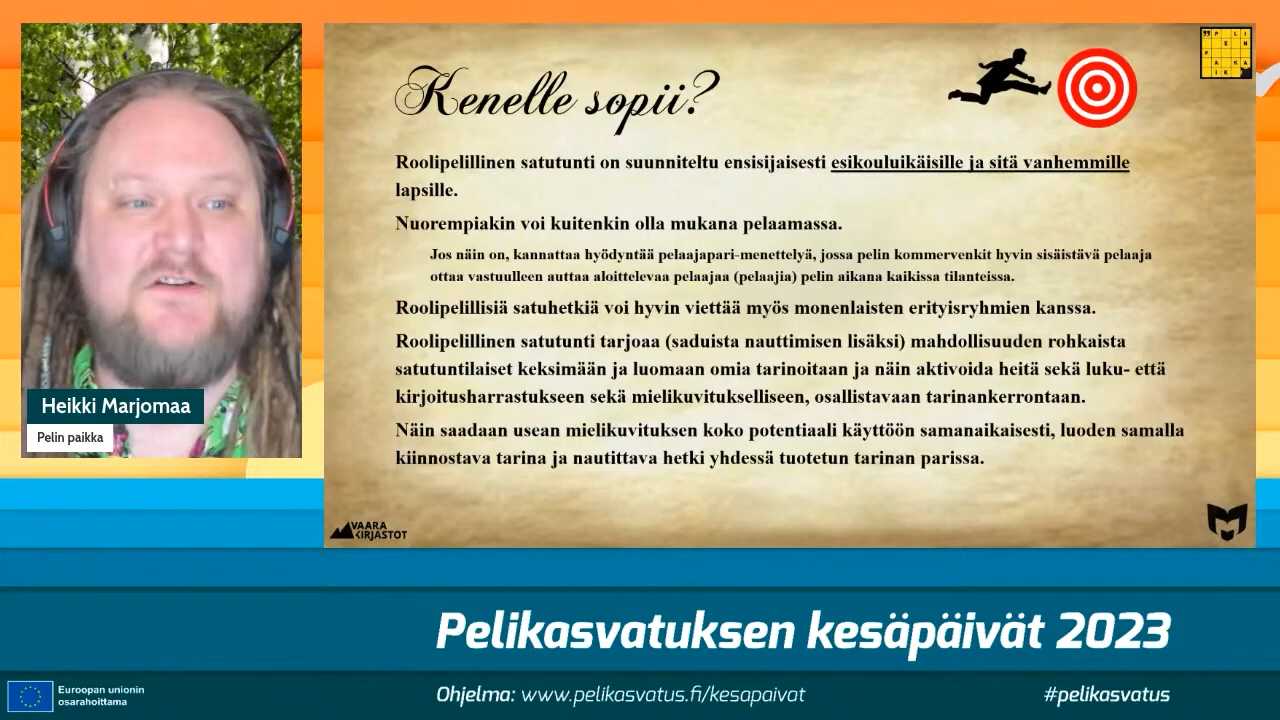 Kenelle sopii?
Roolipelillinen satutunti on suunniteltu ensisijaisesti esikouluikäisille ja sitä vanhemmille
lapsille.
Nuorempiakin voi kuitenkin olla mukana pelaamassa.
Jos näin on, kannattaa hyödyntää pelaajapari-menettelyä, jossa pelin kommervenkit hyvin sisäistävä pelaaja
ottaa vastuulleen auttaa aloittelevaa pelaajaa (pelaajia) pelin aikana kaikissa tilanteissa.
Roolipelillisiä satuhetkiä voi hyvin viettää myös monenlaisten erityisryhmien kanssa.
Roolipelillinen satutunti tarjoaa (saduista nauttimisen lisäksi) mahdollisuuden rohkaista
satutuntilaiset keksimään ja luomaan omia tarinoitaan ja näin aktivoida heitä sekä luku- että
kirjoitusharrastukseen sekä mielikuvitukselliseen, osallistavaan tarinankerrontaan.
Näin saadaan usean mielikuvituksen koko potentiaali käyttöön samanaikaisesti, luoden samalla
kiinnostava tarina ja nautittava hetki yhdessä tuotetun tarinan parissa.
Heikki Marjomaa
Pelin paikka
VAARA
KIRJASTOT
Pelikasvatuksen kesäpäivät 2023
Euroopan unionin
osarahoittama
Ohjelma: www.pelikasvatus.fi/kesapaivat
#pelikasvatus